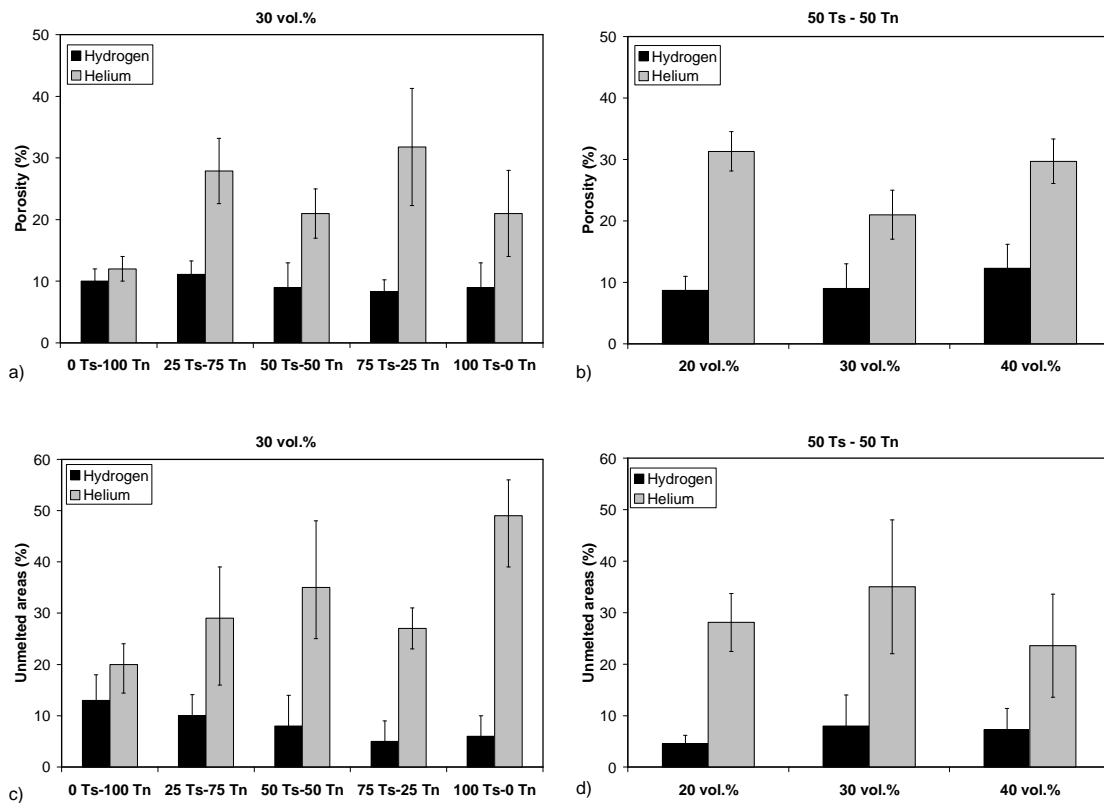 30 vol.%
50
40
30
20
10
0
Porosity (%)
Hydrogen
Helium
0 Ts-100 Tn 25 Ts-75 Tn 50 Ts-50 Tn 75 Ts-25 Tn 100 Ts-0 Tn
a)
50 Ts - 50 Tn
50
40
30
20
10
0
Porosity (%)
Hydrogen
Helium
20 vol.% 30 vol.% 40 vol.%
b)
30 vol.%
60
50
40
30
20
10
0
Unmelted areas (%)
Hydrogen
Helium
0 Ts-100 Tn 25 Ts-75 Tn 50 Ts-50 Tn 75 Ts-25 Tn 100 Ts-0 Tn
c)
50 Ts - 50 Tn
60
50
40
30
20
10
0
Unmelted areas (%)
Hydrogen
Helium
20 vol.% 30 vol.% 40 vol.%
d)